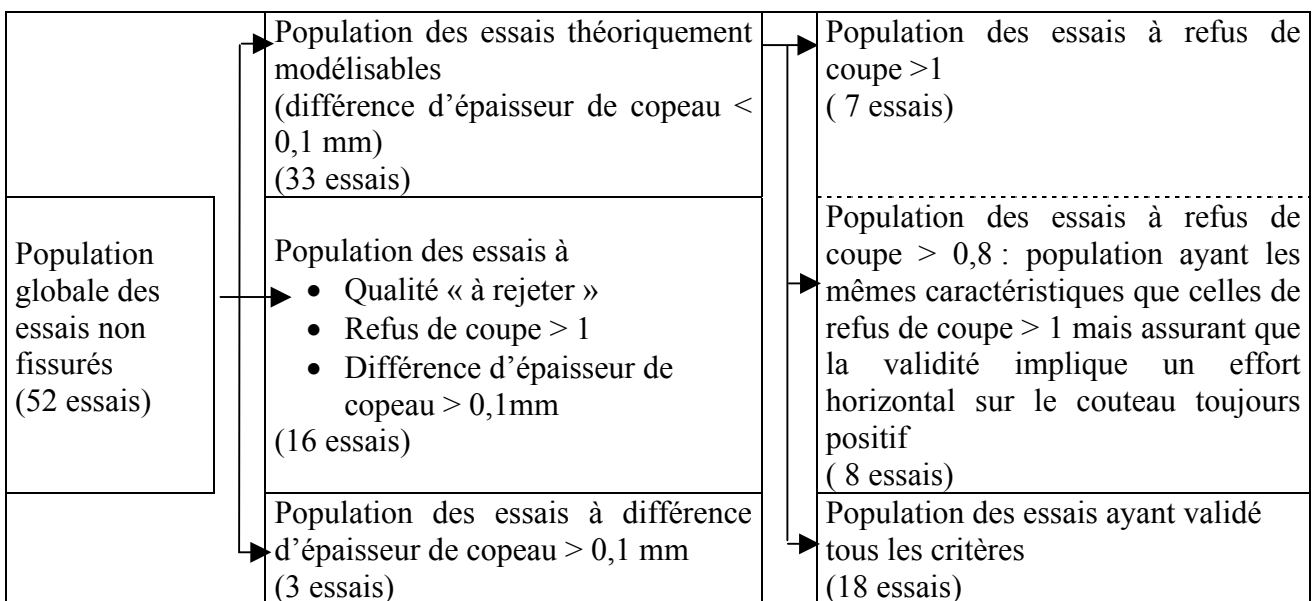 Population
globale des
essais non
fissurés
(52 essais)
Population des essais théoriquement
modélisables
(différence d’épaisseur de copeau <
0,1 mm)
(33 essais)
Population des essais à
• Qualité « à rejeter »
• Refus de coupe > 1
• Différence d’épaisseur de
copeau > 0,1mm
(16 essais)
Population des essais à différence
d’épaisseur de copeau > 0,1 mm
(3 essais)
Population des essais à refus de
coupe >1
( 7 essais)
Population des essais à refus de
coupe > 0,8 : population ayant les
mêmes caractéristiques que celles de
refus de coupe > 1 mais assurant que
la validité implique un effort
horizontal sur le couteau toujours
positif
( 8 essais)
Population des essais ayant validé
tous les critères
(18 essais)